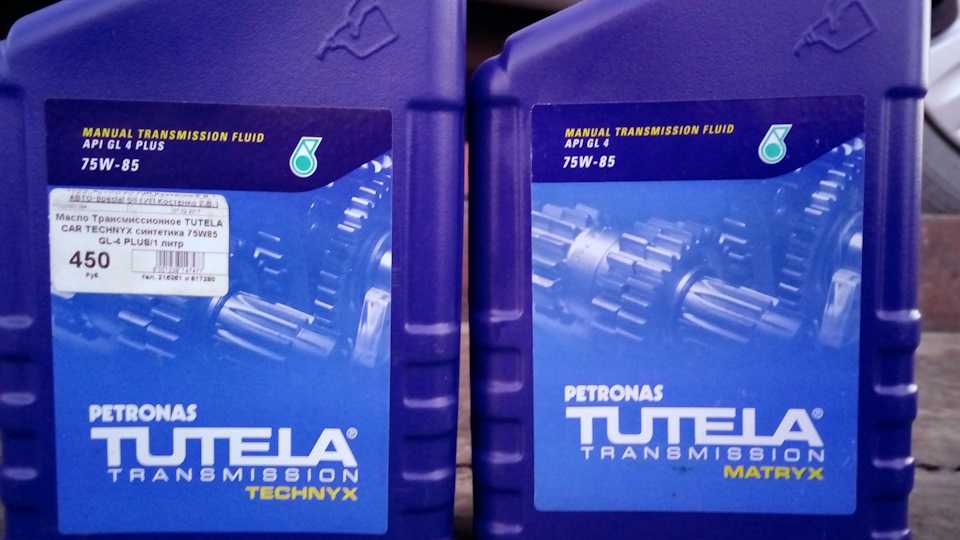 MANUAL TRANSMISSION FLUID
API GL 4 PLUS
75W-85
АВТО-Special
Масло Трансмиссионное TUTELA
CAR TECHNYX синтетика 75W85
GL-4 PLUS/1 литр
450
руб.
PETRONAS
TUTELA®
TRANSMISSION
TECHNYX
MANUAL TRANSMISSION FLUID
API GL 4
75W-85
PETRONAS
TUTELA®
TRANSMISSION
MATRYX